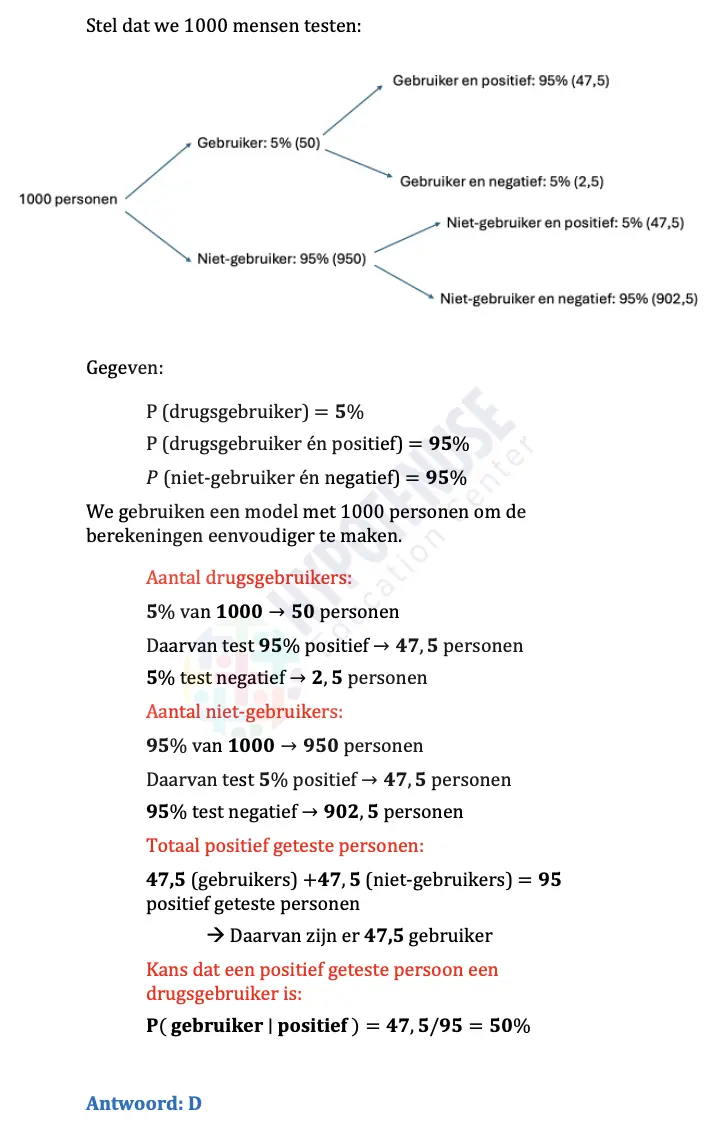 Stel dat we 1000 mensen testen:
Gebruiker en positief: 95% (47,5)
Gebruiker: 5% (50)
Gebruiker en negatief: 5% (2,5)
1000 personen
Niet-gebruiker en positief: 5% (47,5)
Niet-gebruiker: 95% (950)
Niet-gebruiker en negatief: 95% (902,5)
Gegeven:
P (drugsgebruiker) = 5%
P (drugsgebruiker én positief) = 95%
P (niet-gebruiker én negatief) = 95%
We gebruiken een model met 1000 personen om de
berekeningen eenvoudiger te maken.
Aantal drugsgebruikers:
5% van 1000 → 50 personen
Daarvan test 95% positief → 47,5 personen
5% test negatief → 2,5 personen
Aantal niet-gebruikers:
95% van 1000 → 950 personen
Daarvan test 5% positief → 47,5 personen
95% test negatief → 902,5 personen
Totaal positief geteste personen:
47,5 (gebruikers) +47,5 (niet-gebruikers) = 95
positief geteste personen
→ Daarvan zijn er 47,5 gebruiker
Kans dat een positief geteste persoon een
drugsgebruiker is:
P( gebruiker | positief ) = 47,5/95 = 50%
Antwoord: D
HYPOTENUSE
Education Center